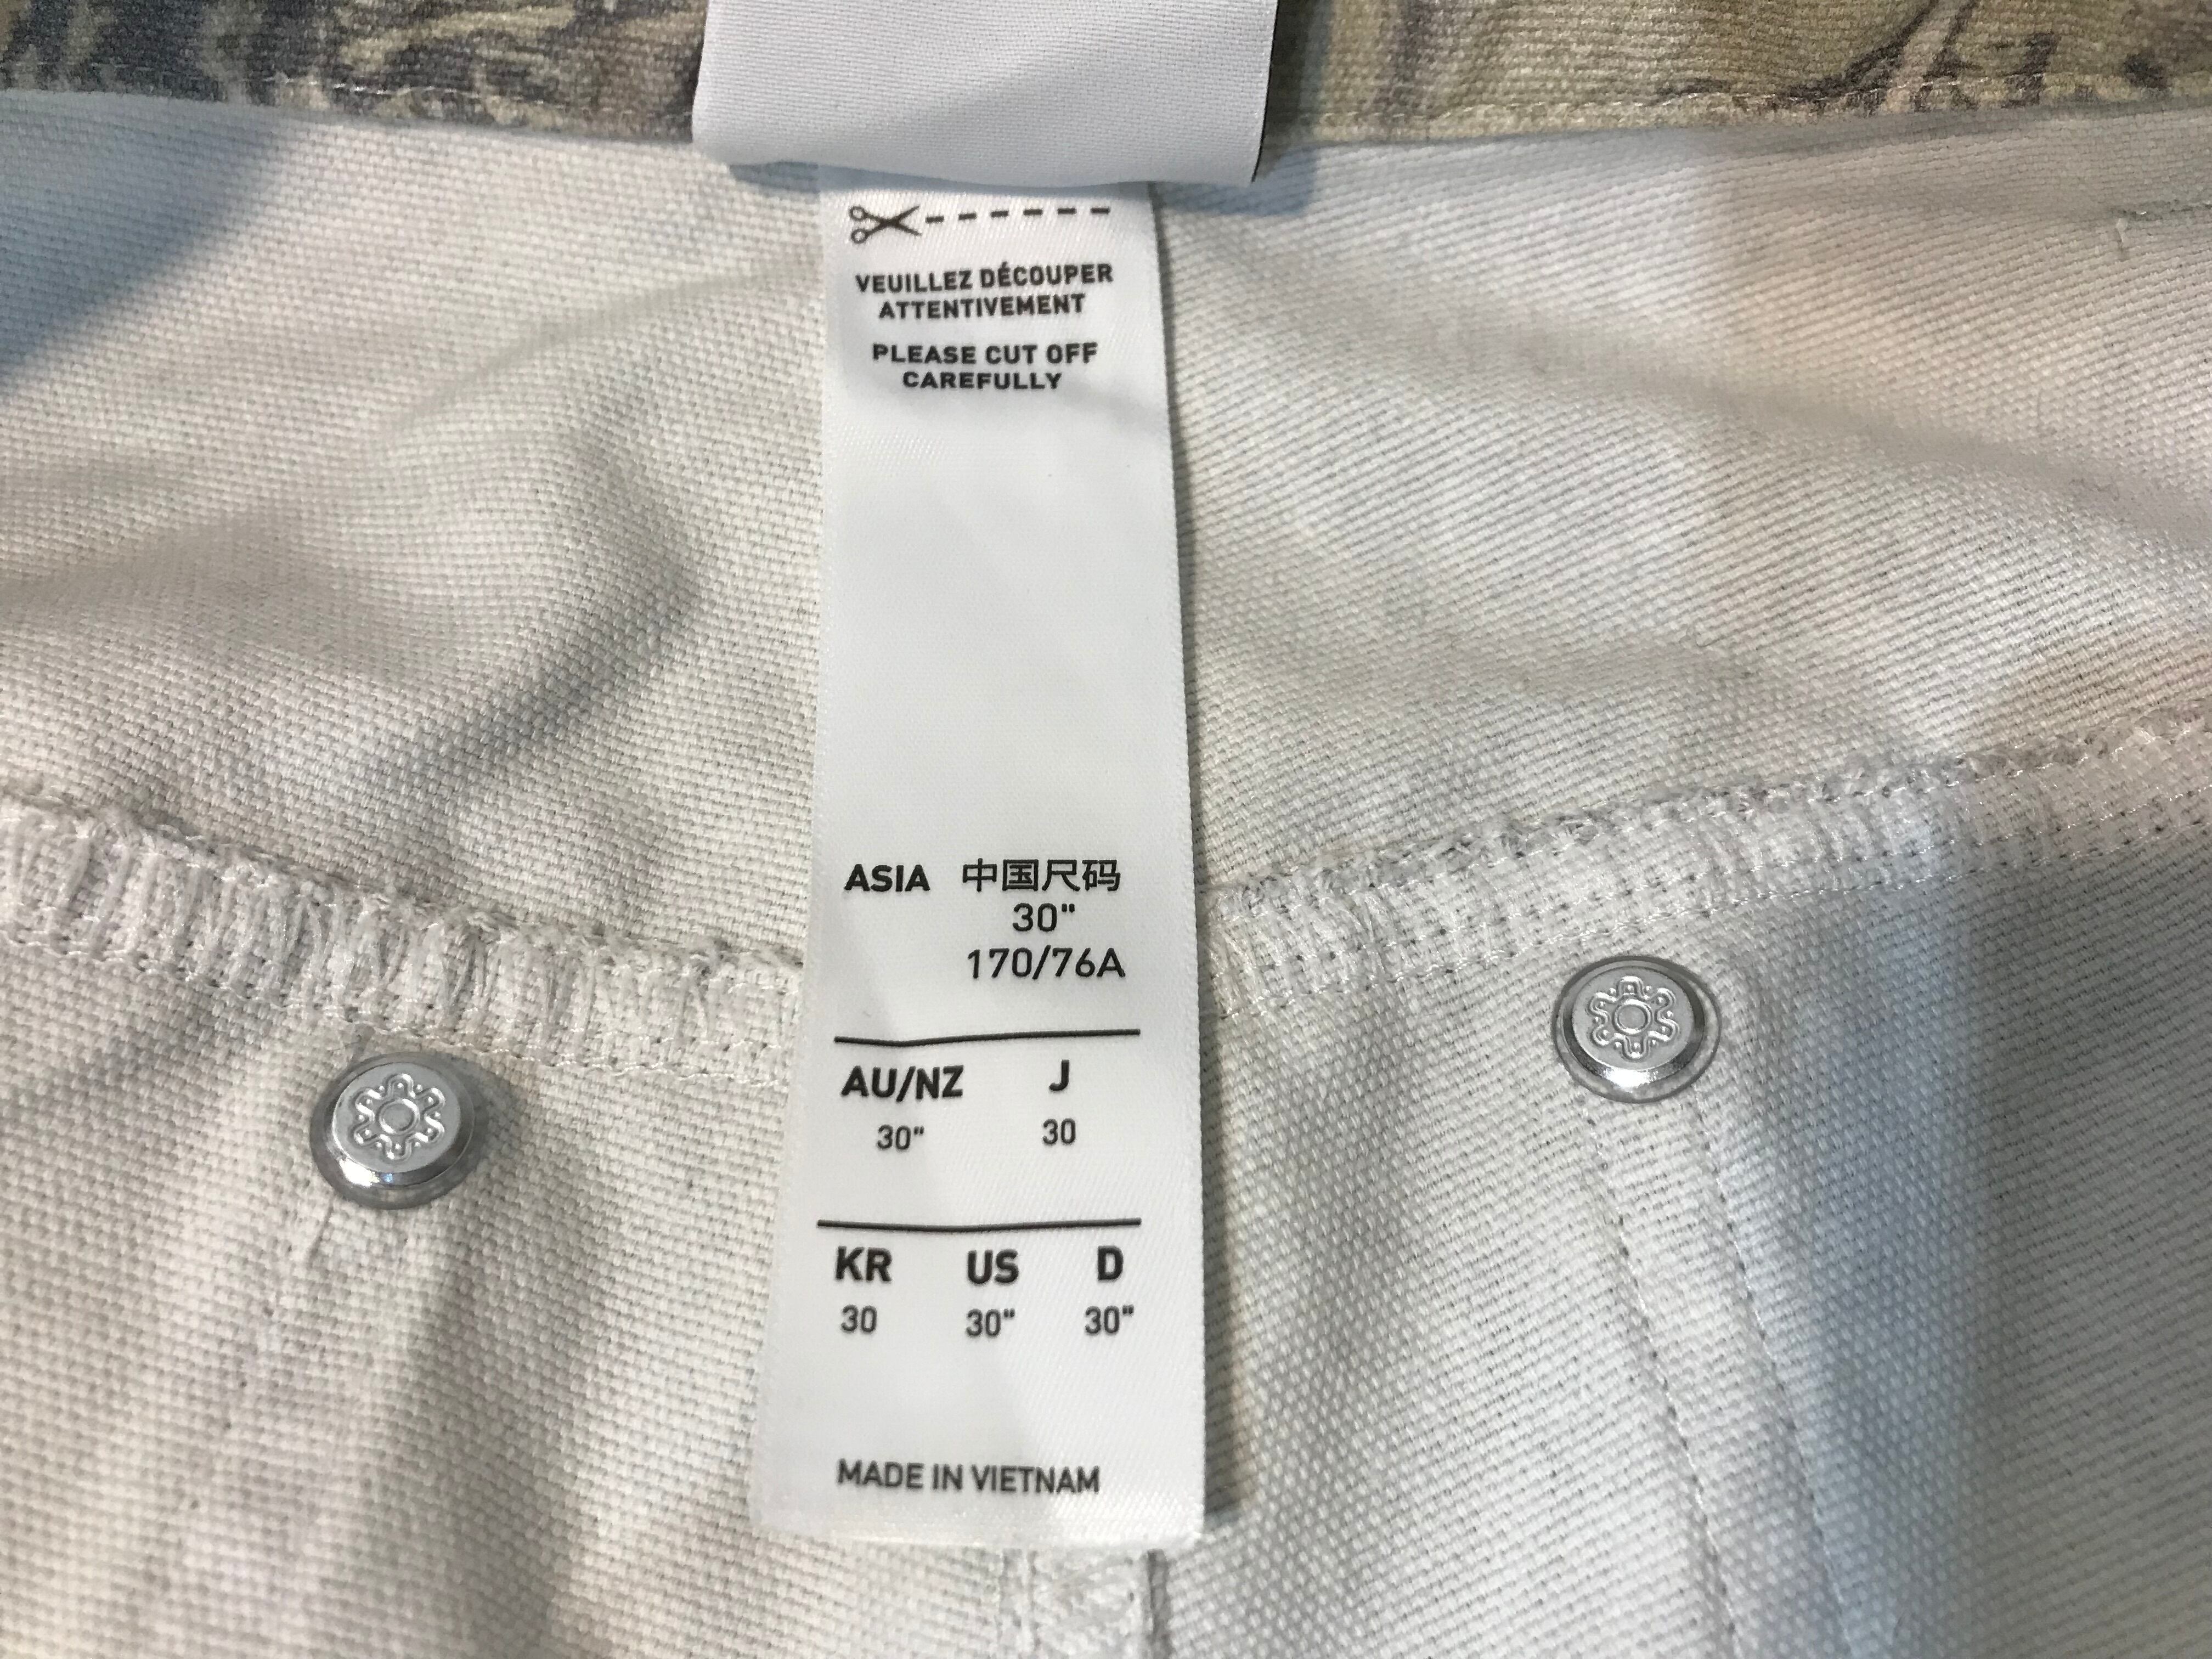 VEUILLEZ DÉCOUPER
ATTENTIVEMENT
PLEASE CUT OFF
CAREFULLY
ASIA 中国尺码
30"
170/76A
AU/NZ J
30" 30
KR US D
30 30" 30"
MADE IN VIETNAM